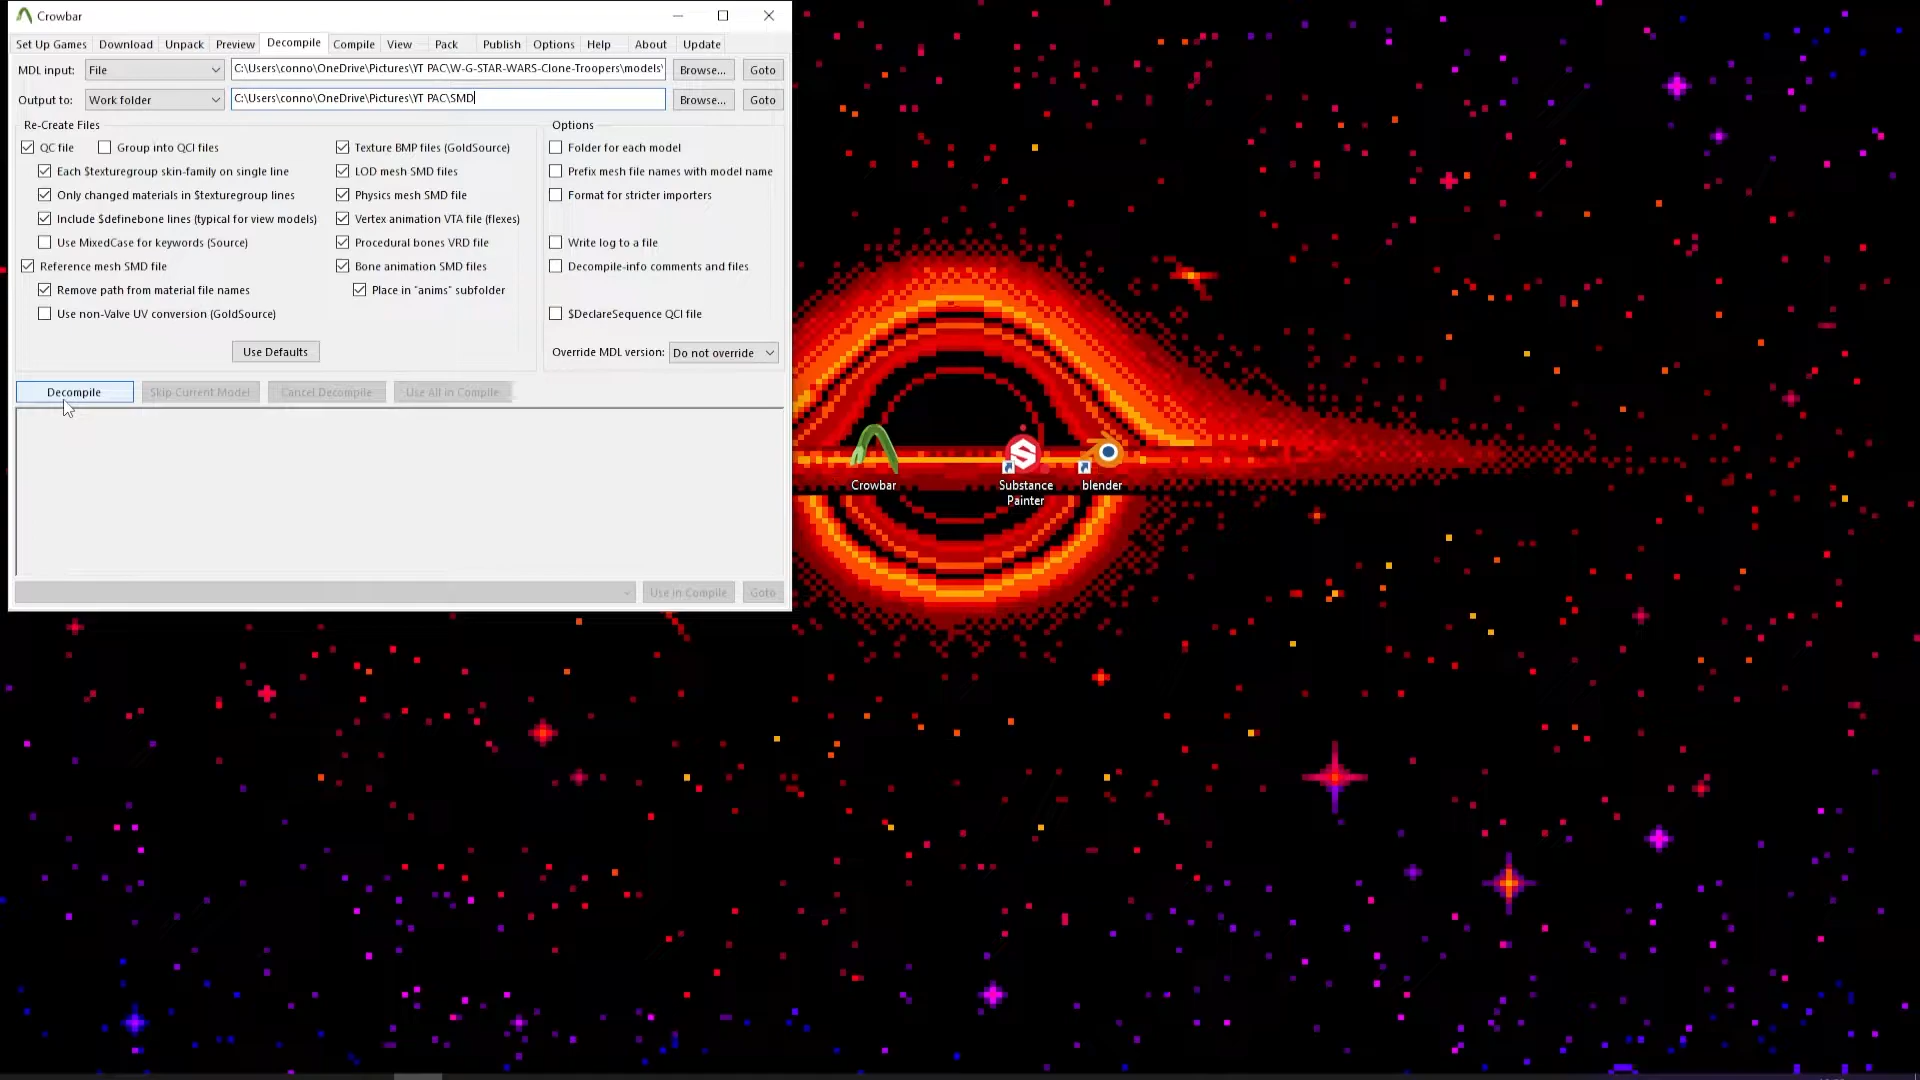 Crowbar
Set Up Games Download Unpack Preview Decompile Compile View Pack Publish Options Help About Update
MDL input: File C:\Users\conno\OneDrive\Pictures\YT PAC\W-G-STAR-WARS-Clone-Troopers\models\ Browse... Goto
Output to: Work folder C:\Users\conno\OneDrive\Pictures\YT PAC\SMD Browse... Goto
Re-Create Files
Options
QC file Group into QCI files Texture BMP files (GoldSource) Folder for each model
Each $texturegroup skin-family on single line LOD mesh SMD files Prefix mesh file names with model name
Only changed materials in $texturegroup lines Physics mesh SMD file Format for stricter importers
Include $definebone lines (typical for view models) Vertex animation VTA file (flexes)
Use MixedCase for keywords (Source) Procedural bones VRD file Write log to a file
Reference mesh SMD file Bone animation SMD files Decompile-info comments and files
Remove path from material file names Place in "anims" subfolder
Use non-Valve UV conversion (GoldSource) $DeclareSequence QCI file
Use Defaults Override MDL version: Do not override
Decompile Skip Current Model Cancel Decompile Use All in Compile
Use in Compile Goto
Crowbar
Substance
Painter
blender